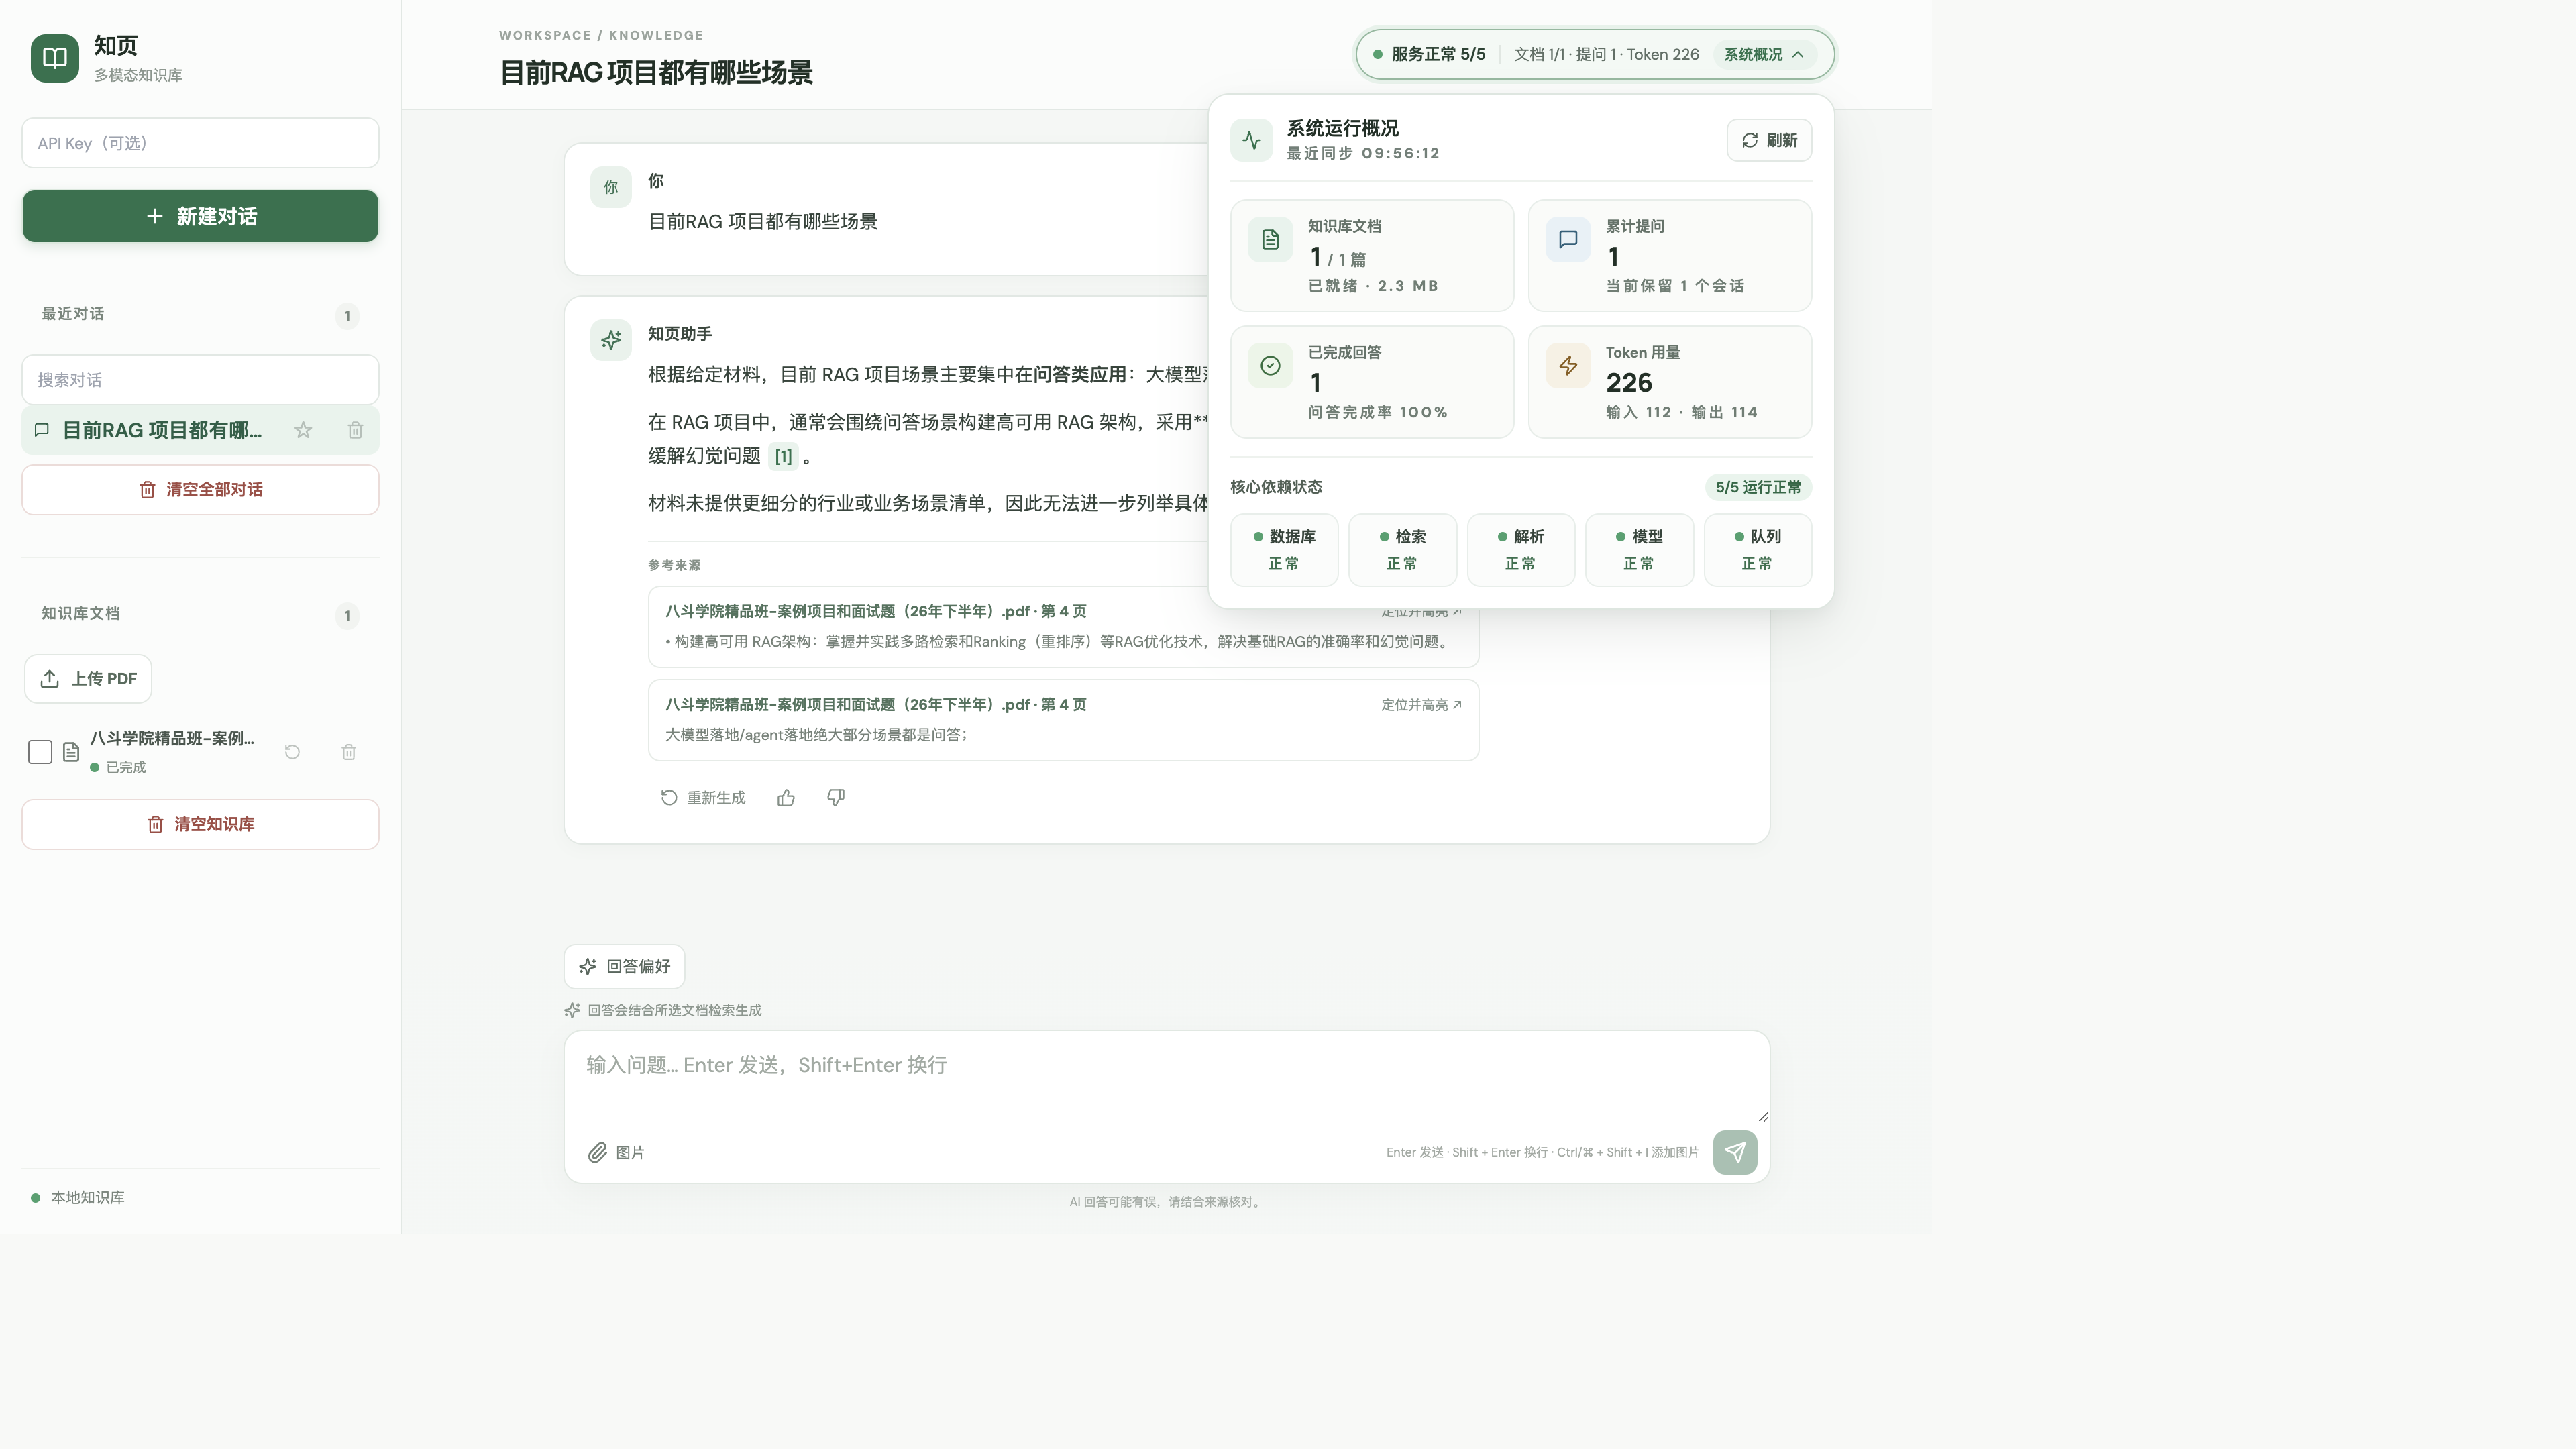 知页
多模态知识库
API Key（可选）
新建对话
最近对话
1
搜索对话
目前RAG 项目都有哪...
清空全部对话
知识库文档
1
上传 PDF
八斗学院精品班-案例...
已完成
清空知识库
本地知识库
WORKSPACE / KNOWLEDGE
目前RAG 项目都有哪些场景
服务正常 5/5
文档 1/1 · 提问 1 · Token 226
系统概况
你
你
目前RAG 项目都有哪些场景
知页助手
根据给定材料，目前 RAG 项目场景主要集中在问答类应用：大模型
在 RAG 项目中，通常会围绕问答场景构建高可用 RAG 架构，采用**
缓解幻觉问题 [1] 。
材料未提供更细分的行业或业务场景清单，因此无法进一步列举具体
参考来源
八斗学院精品班-案例项目和面试题（26年下半年）.pdf · 第 4 页
定位并高亮 ↗
• 构建高可用 RAG架构：掌握并实践多路检索和Ranking（重排序）等RAG优化技术，解决基础RAG的准确率和幻觉问题。
八斗学院精品班-案例项目和面试题（26年下半年）.pdf · 第 4 页
定位并高亮 ↗
大模型落地/agent落地绝大部分场景都是问答；
重新生成
系统运行概况
最近同步 09:56:12
刷新
知识库文档
1 / 1 篇
已就绪 · 2.3 MB
累计提问
1
当前保留 1 个会话
已完成回答
1
问答完成率 100%
Token 用量
226
输入 112 · 输出 114
核心依赖状态
5/5 运行正常
数据库
正常
检索
正常
解析
正常
模型
正常
队列
正常
回答偏好
回答会结合所选文档检索生成
输入问题... Enter 发送，Shift+Enter 换行
图片
Enter 发送 · Shift + Enter 换行 · Ctrl/⌘ + Shift + I 添加图片
AI 回答可能有误，请结合来源核对。